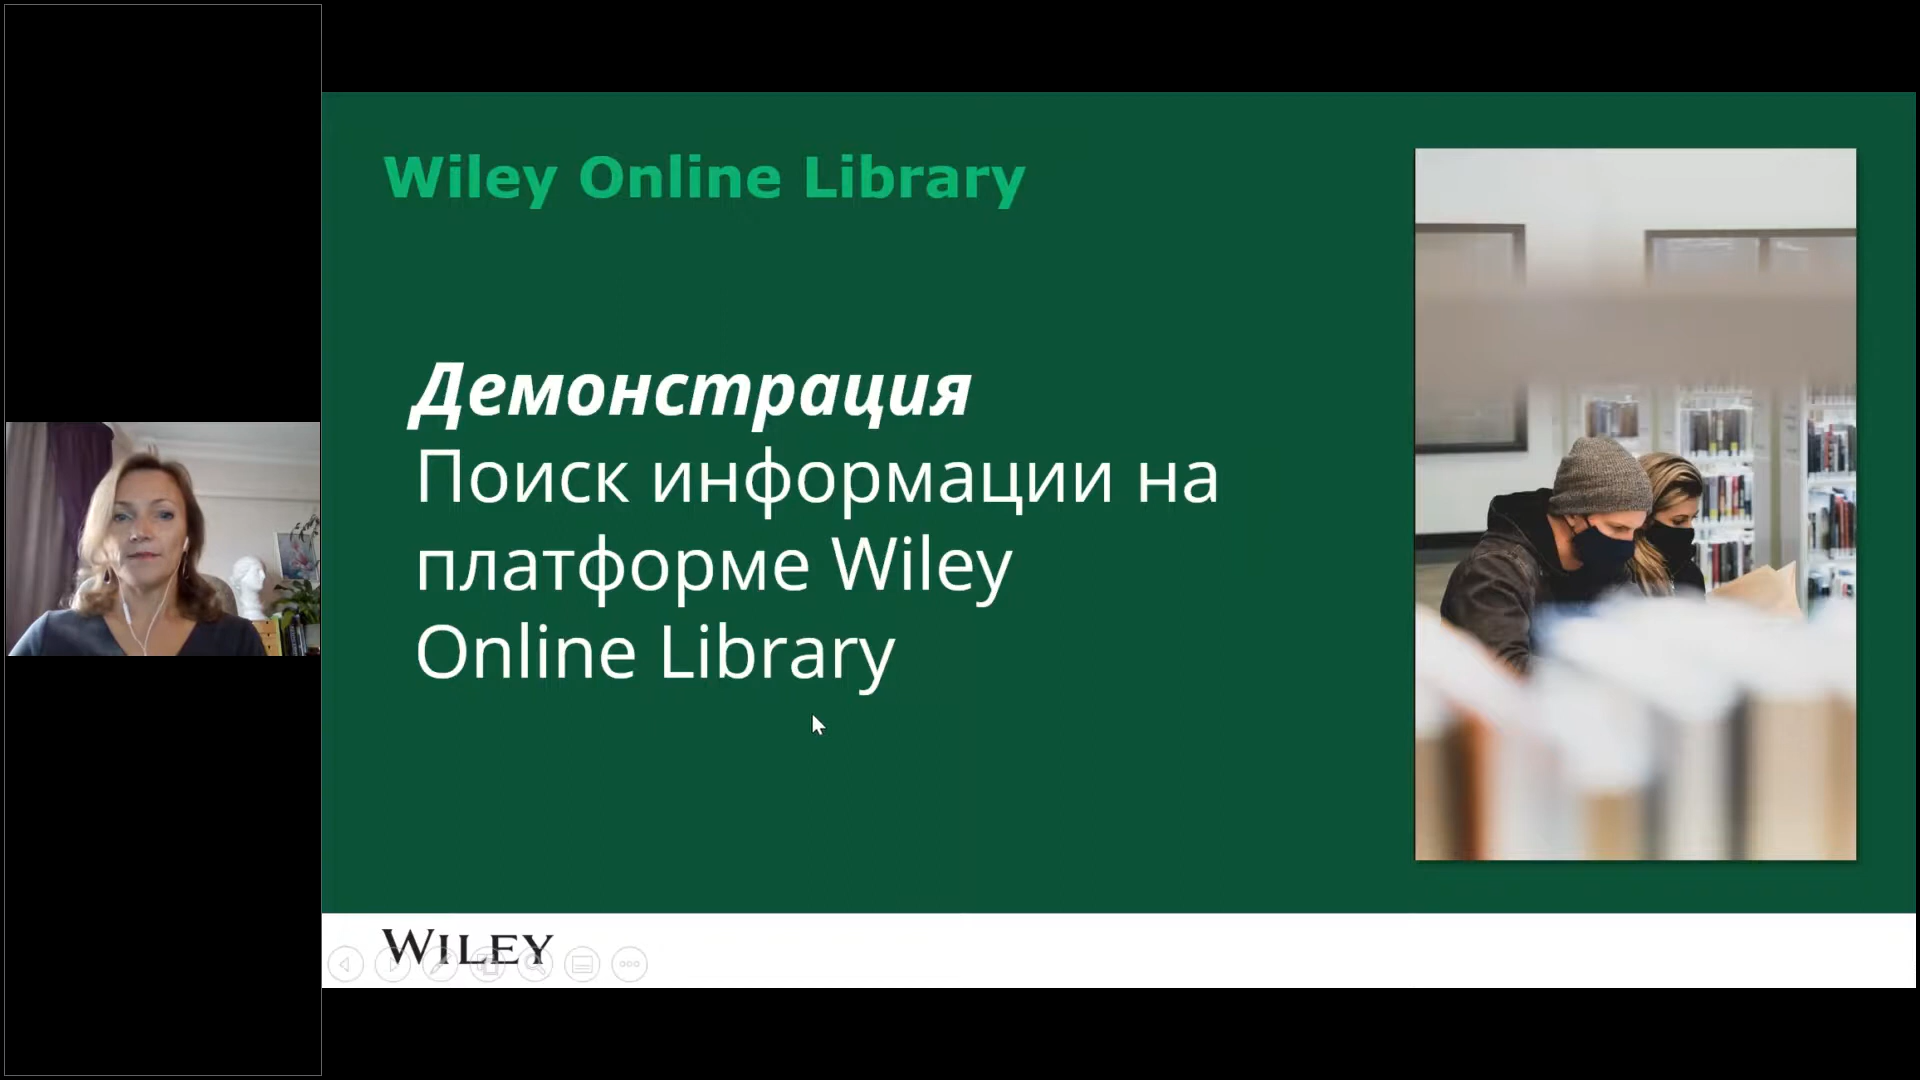 Wiley Online Library
Демонстрация
Поиск информации на
платформе Wiley
Online Library
WILEY